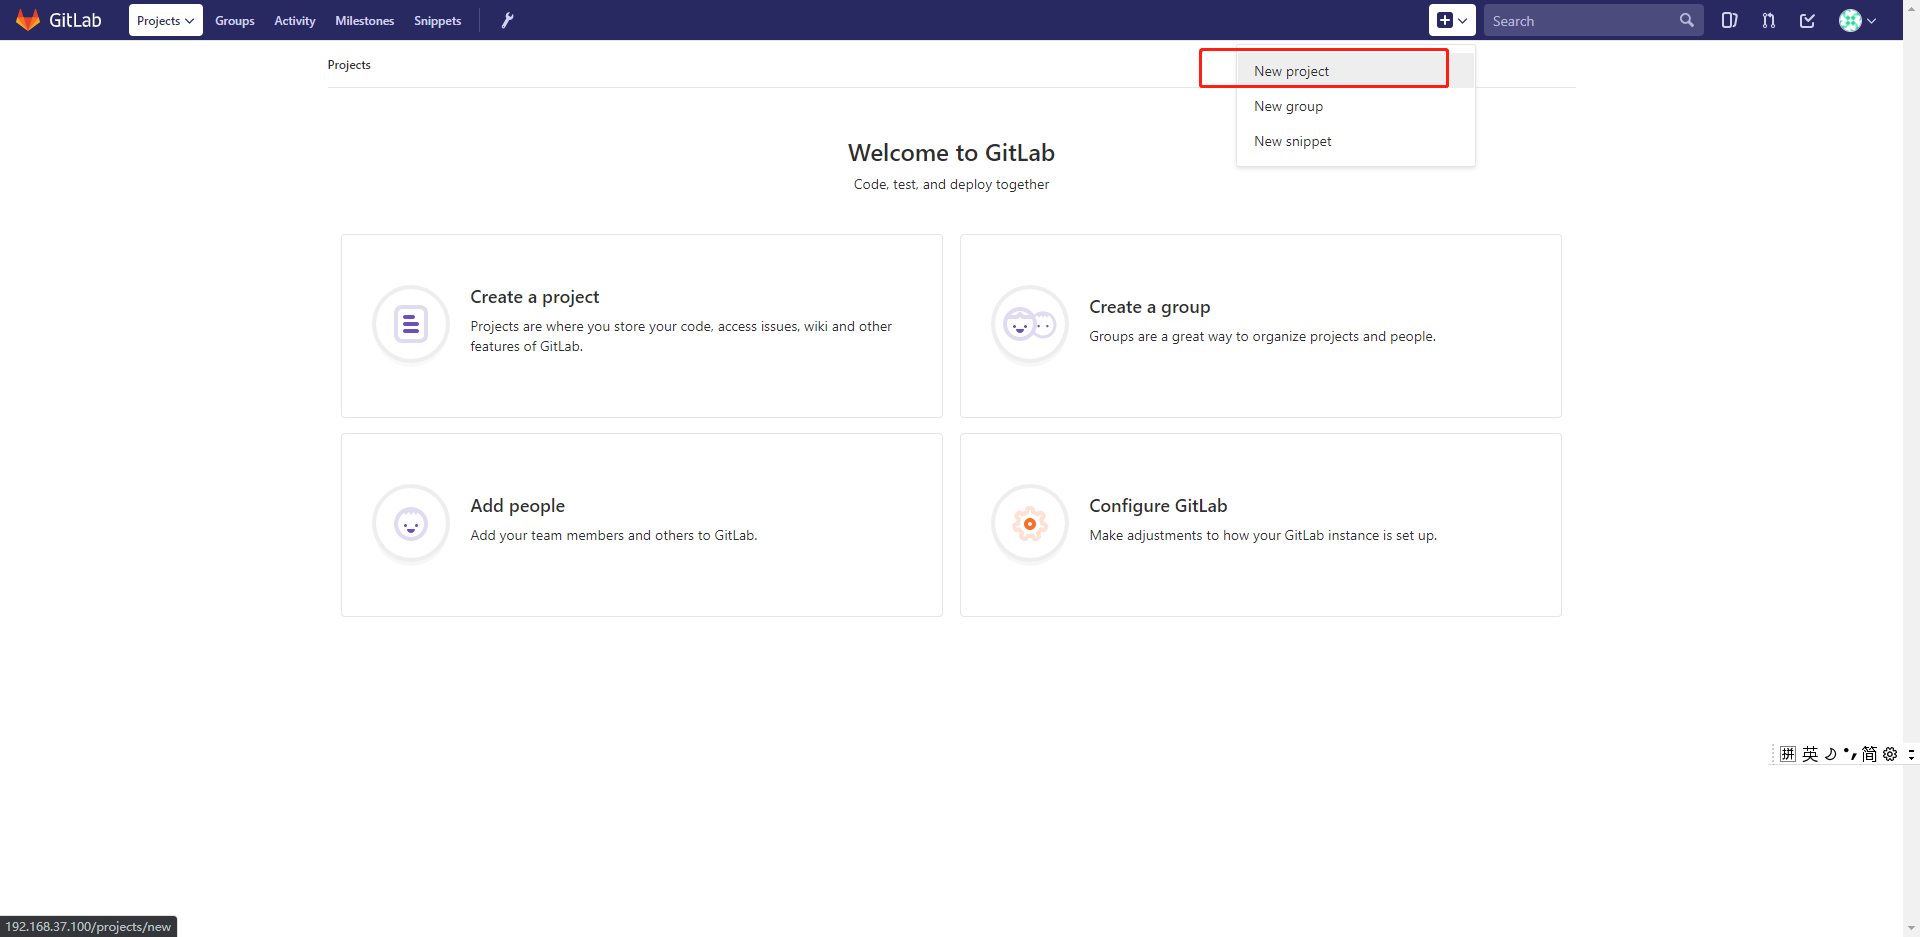 GitLab
Projects
Groups
Activity
Milestones
Snippets
Search
Projects
New project
New group
New snippet
Welcome to GitLab
Code, test, and deploy together
Create a project
Projects are where you store your code, access issues, wiki and other
features of GitLab.
Create a group
Groups are a great way to organize projects and people.
Add people
Add your team members and others to GitLab.
Configure GitLab
Make adjustments to how your GitLab instance is set up.
拼 英 简
192.168.37.100/projects/new